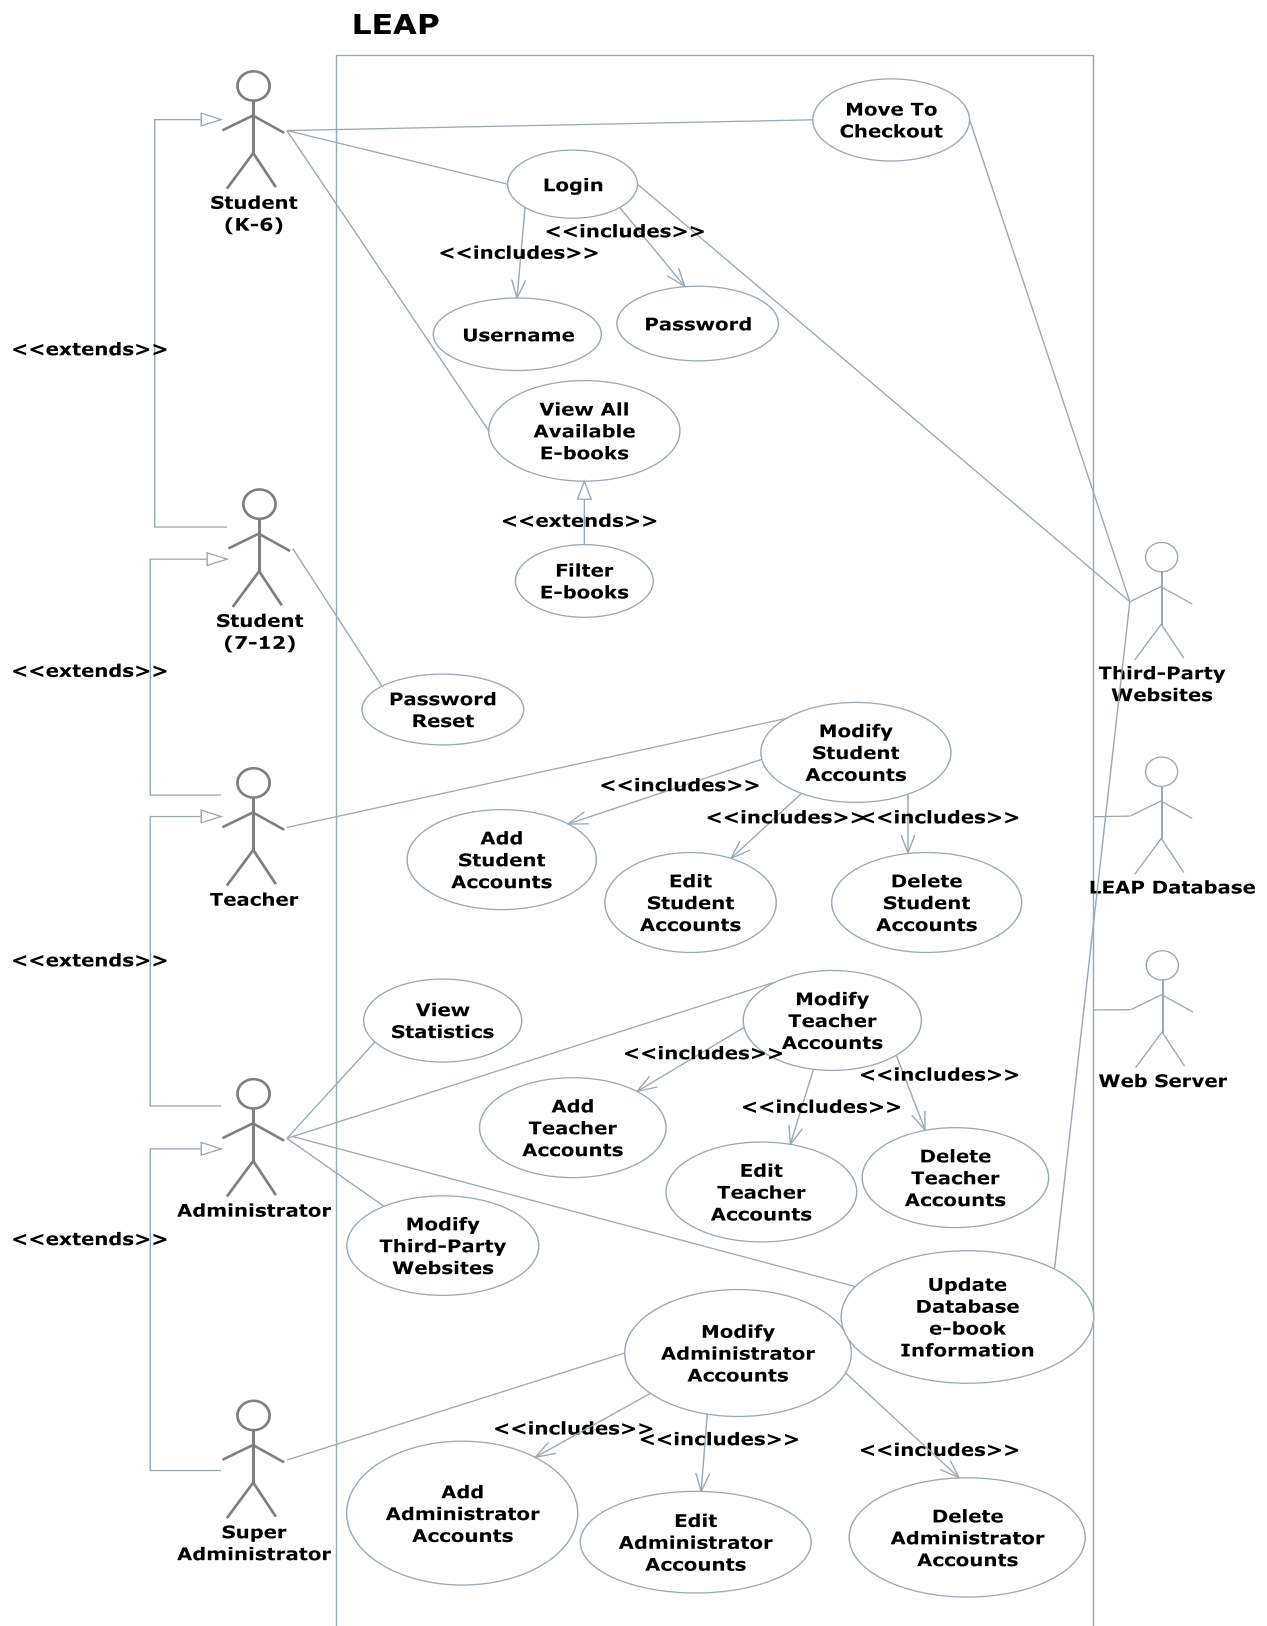 LEAP
Move To
Checkout
Login
Student
(K-6)
<<includes>>
<<includes>>
Username
Password
<<extends>>
View All
Available
E-books
<<extends>>
Filter
E-books
Student
(7-12)
<<extends>>
Third-Party
Websites
Password
Reset
Modify
Student
Accounts
<<includes>>
<<includes>>
<<includes>>
Add
Student
Accounts
Edit
Student
Accounts
Delete
Student
Accounts
Teacher
LEAP Database
<<extends>>
View
Statistics
Modify
Teacher
Accounts
<<includes>>
<<includes>>
<<includes>>
Web Server
Add
Teacher
Accounts
Edit
Teacher
Accounts
Delete
Teacher
Accounts
Administrator
<<extends>>
Modify
Third-Party
Websites
Update
Database
e-book
Information
Modify
Administrator
Accounts
<<includes>>
<<includes>>
<<includes>>
Add
Administrator
Accounts
Edit
Administrator
Accounts
Delete
Administrator
Accounts
Super
Administrator